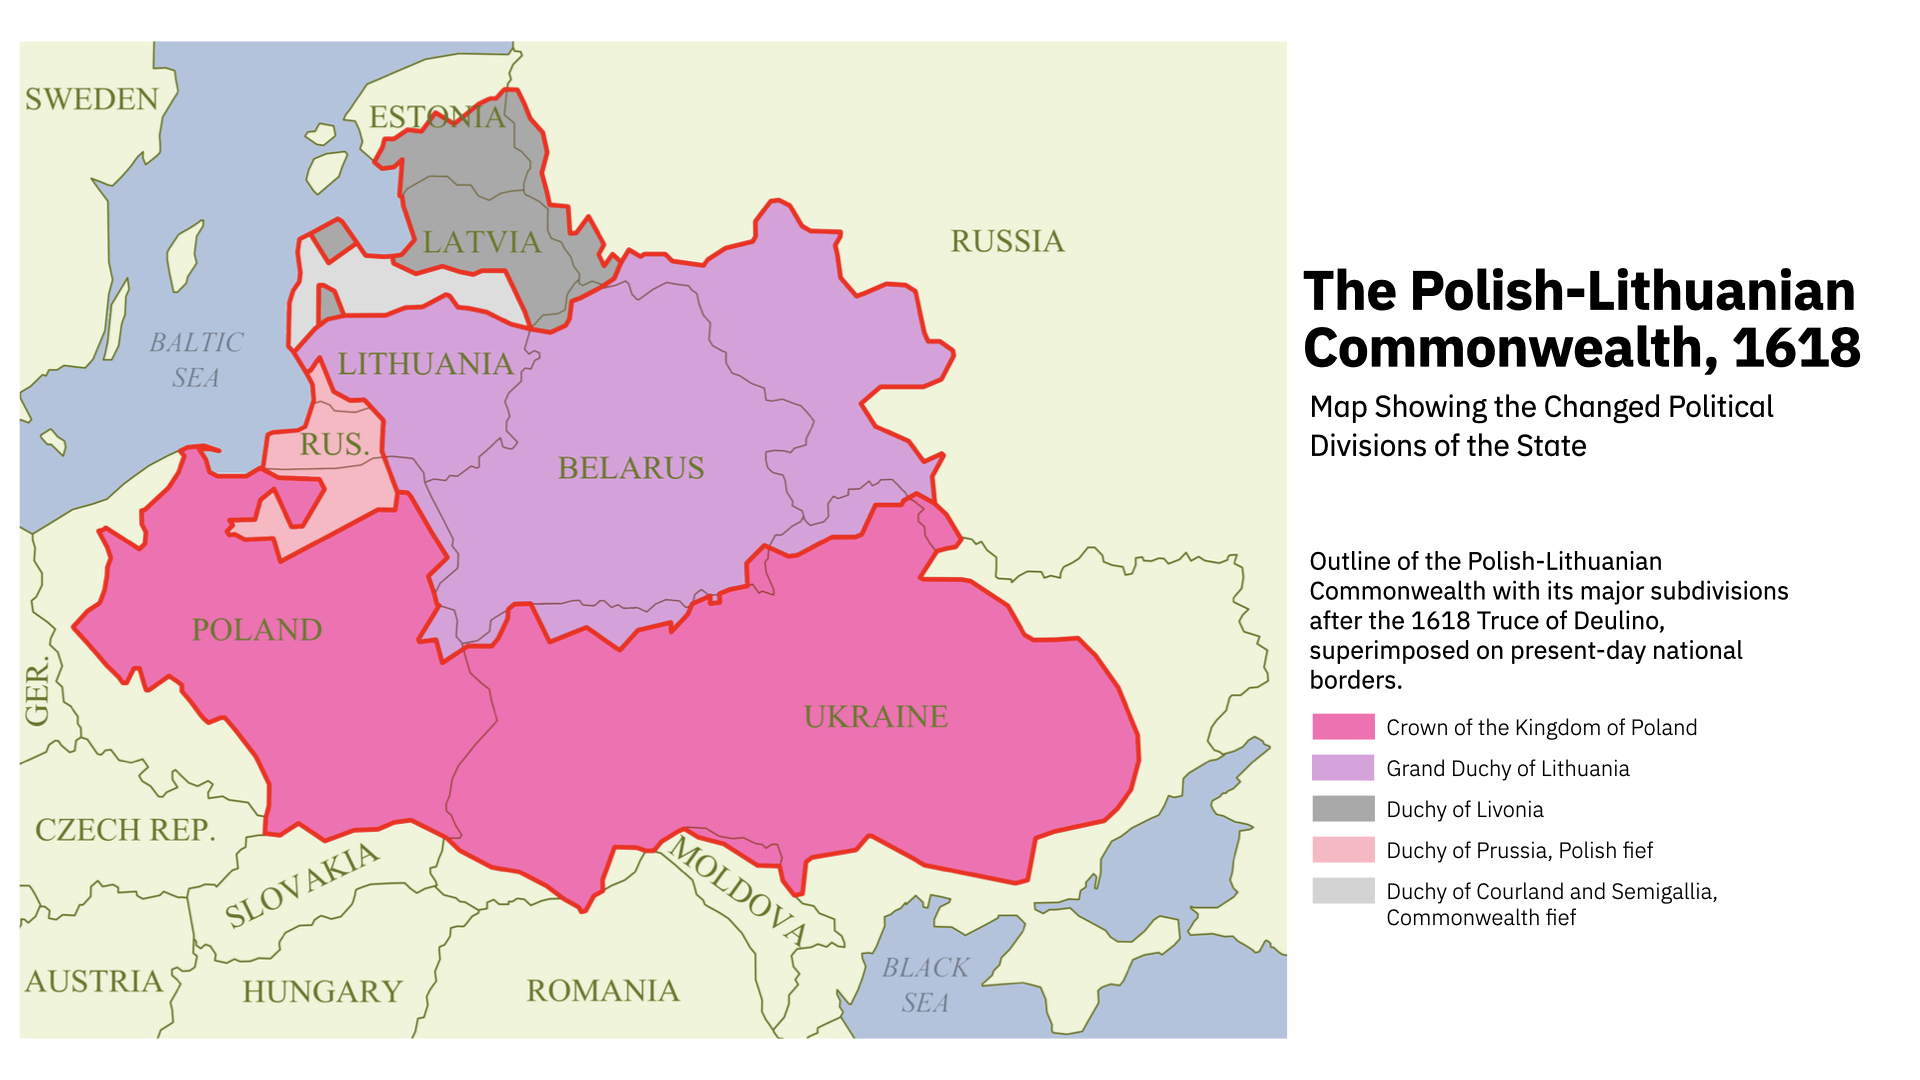 SWEDEN
ESTONIA
LATVIA
RUSSIA
BALTIC
SEA
LITHUANIA
RUS.
BELARUS
POLAND
GER.
UKRAINE
CZECH REP.
SLOVAKIA
MOLDOVA
AUSTRIA
HUNGARY
ROMANIA
BLACK
SEA
The Polish-Lithuanian
Commonwealth, 1618
Map Showing the Changed Political
Divisions of the State
Outline of the Polish-Lithuanian
Commonwealth with its major subdivisions
after the 1618 Truce of Deulino,
superimposed on present-day national
borders.
Crown of the Kingdom of Poland
Grand Duchy of Lithuania
Duchy of Livonia
Duchy of Prussia, Polish fief
Duchy of Courland and Semigallia,
Commonwealth fief